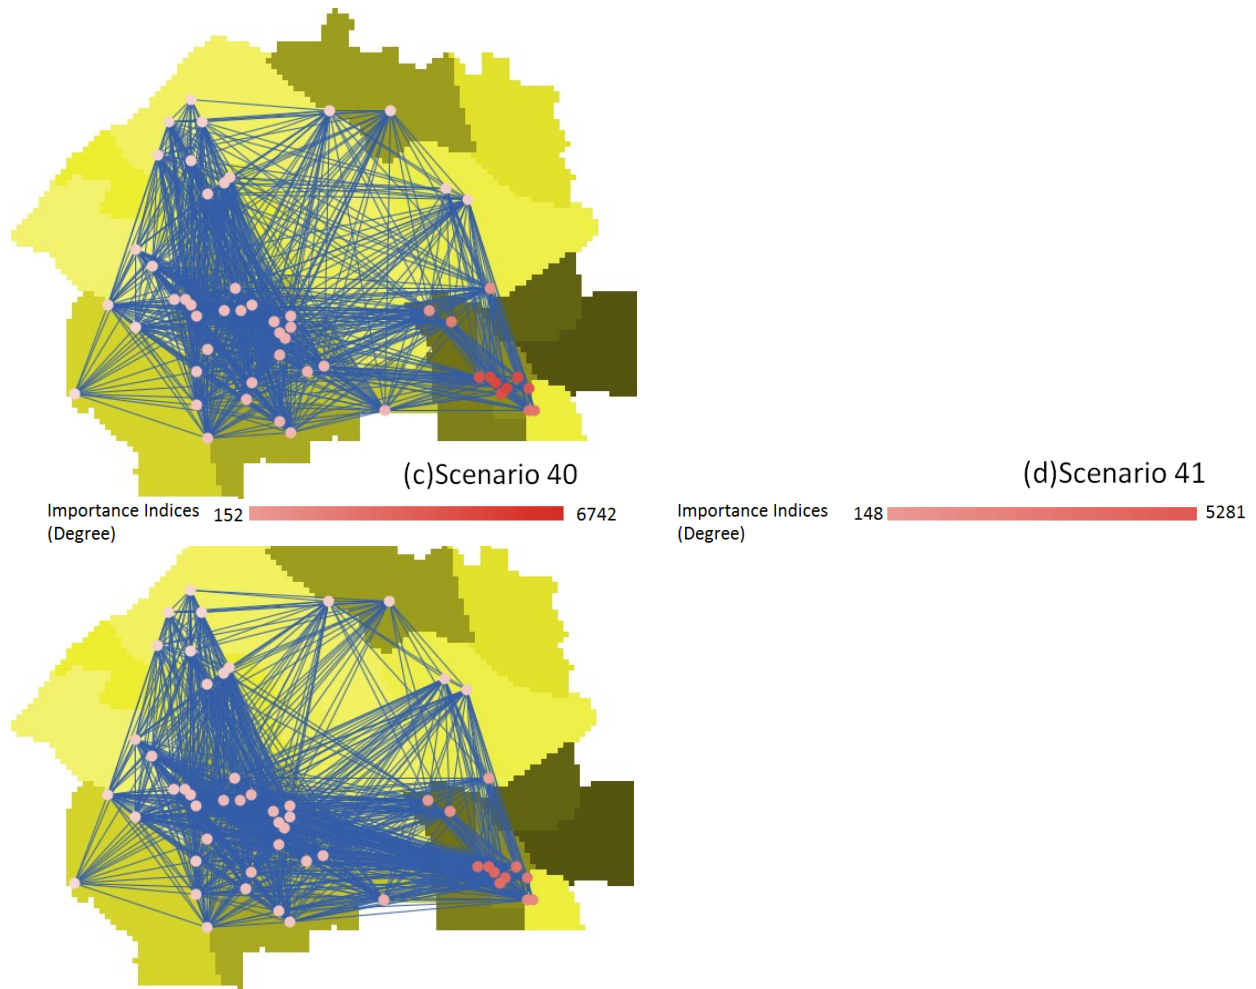 (c)Scenario 40
(d)Scenario 41
Importance Indices
(Degree)
152
6742
Importance Indices
(Degree)
148
5281